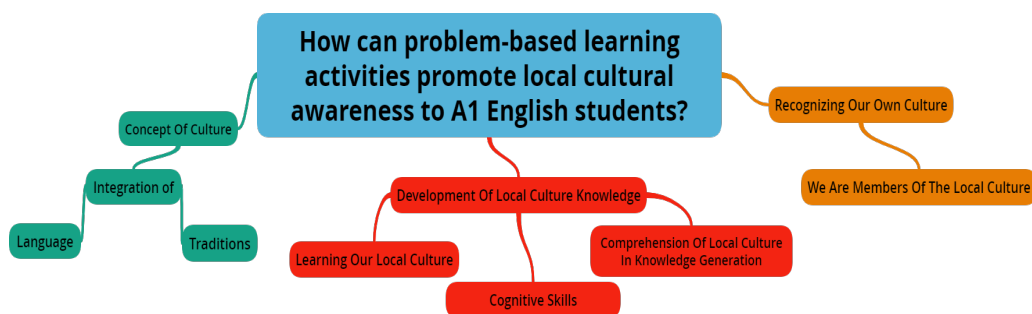 How can problem-based learning
activities promote local cultural
awareness to A1 English students?
Concept Of Culture
Integration of
Language
Traditions
Development Of Local Culture Knowledge
Learning Our Local Culture
Cognitive Skills
Comprehension Of Local Culture
In Knowledge Generation
Recognizing Our Own Culture
We Are Members Of The Local Culture